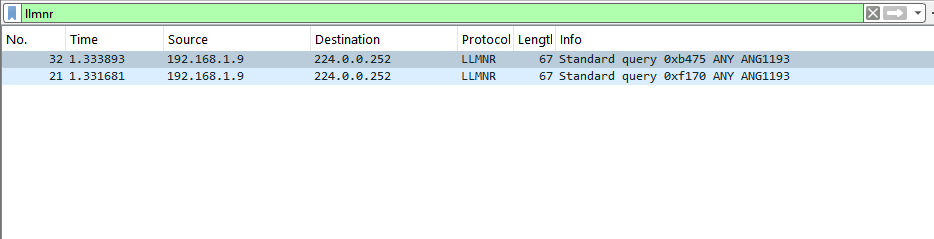 llmnr
No. Time Source Destination Protocol Lengtl Info
32 1.333893 192.168.1.9 224.0.0.252 LLMNR 67 Standard query 0xb475 ANY ANG1193
21 1.331681 192.168.1.9 224.0.0.252 LLMNR 67 Standard query 0xf170 ANY ANG1193